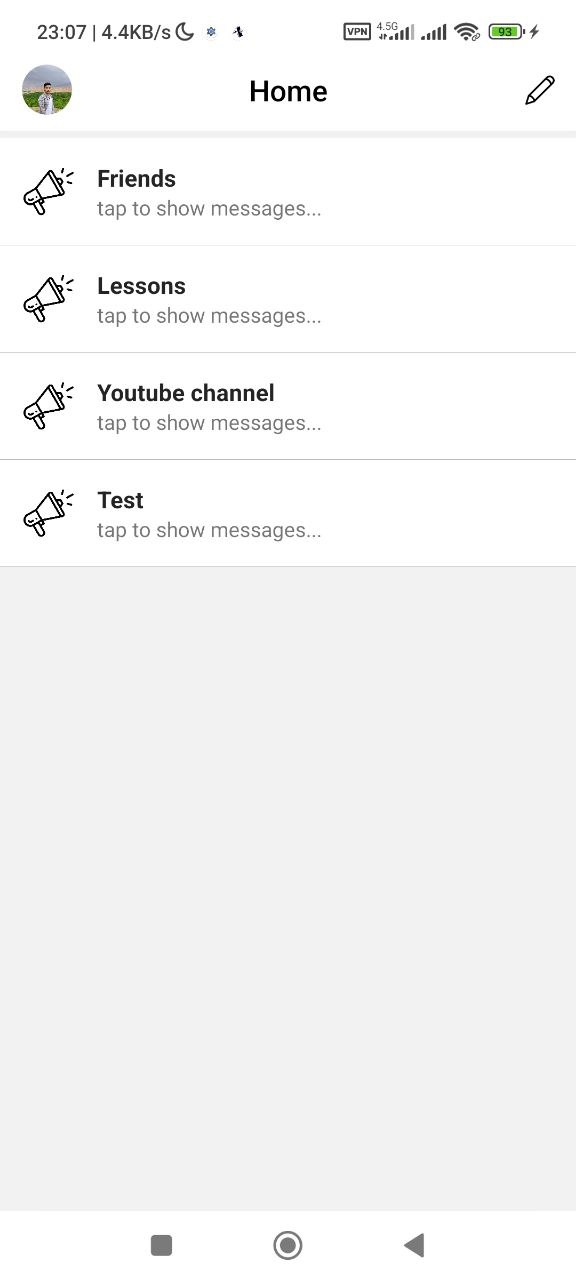 23:07 | 4.4KB/s VPN 4.5G 93
Home
Friends
tap to show messages...
Lessons
tap to show messages...
Youtube channel
tap to show messages...
Test
tap to show messages...